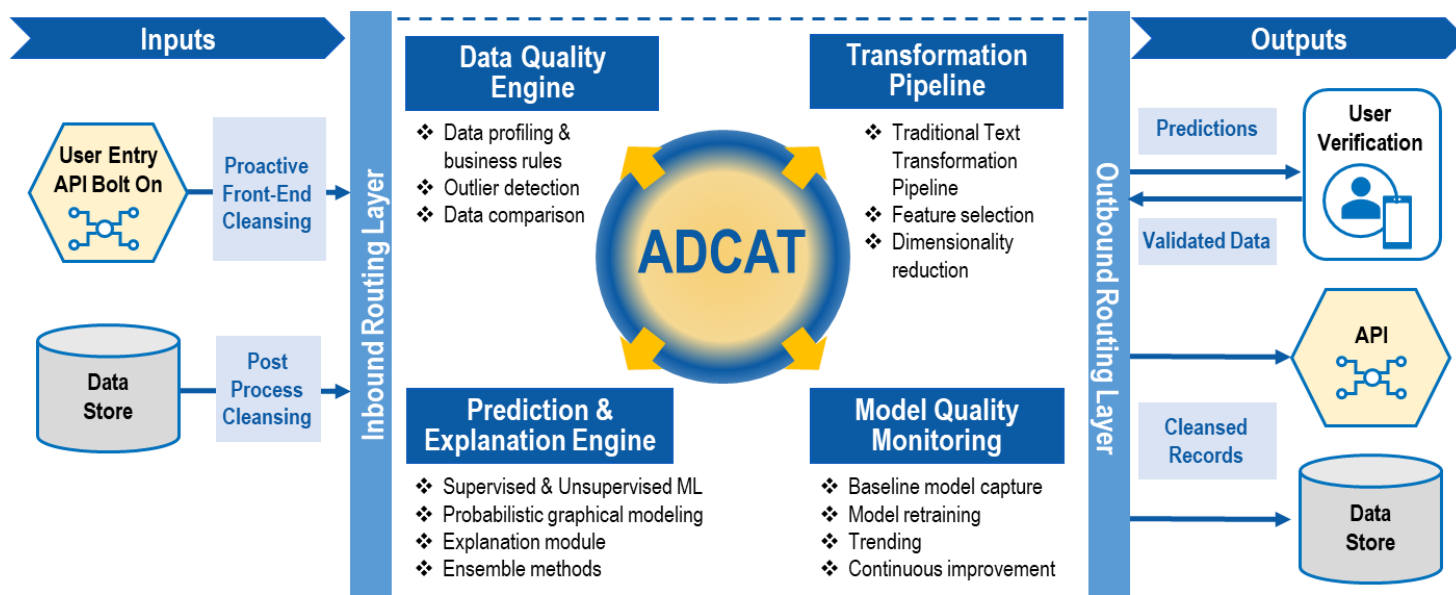 Inputs
User Entry
API Bolt On
Proactive
Front-End
Cleansing
Data
Store
Post
Process
Cleansing
Inbound Routing Layer
Data Quality
Engine
❖ Data profiling &
business rules
❖ Outlier detection
❖ Data comparison
Transformation
Pipeline
❖ Traditional Text
Transformation
Pipeline
❖ Feature selection
❖ Dimensionality
reduction
ADCAT
Prediction &
Explanation Engine
❖ Supervised & Unsupervised ML
❖ Probabilistic graphical modeling
❖ Explanation module
❖ Ensemble methods
Model Quality
Monitoring
❖ Baseline model capture
❖ Model retraining
❖ Trending
❖ Continuous improvement
Outbound Routing Layer
Outputs
Predictions
Validated Data
User
Verification
API
Cleansed
Records
Data
Store